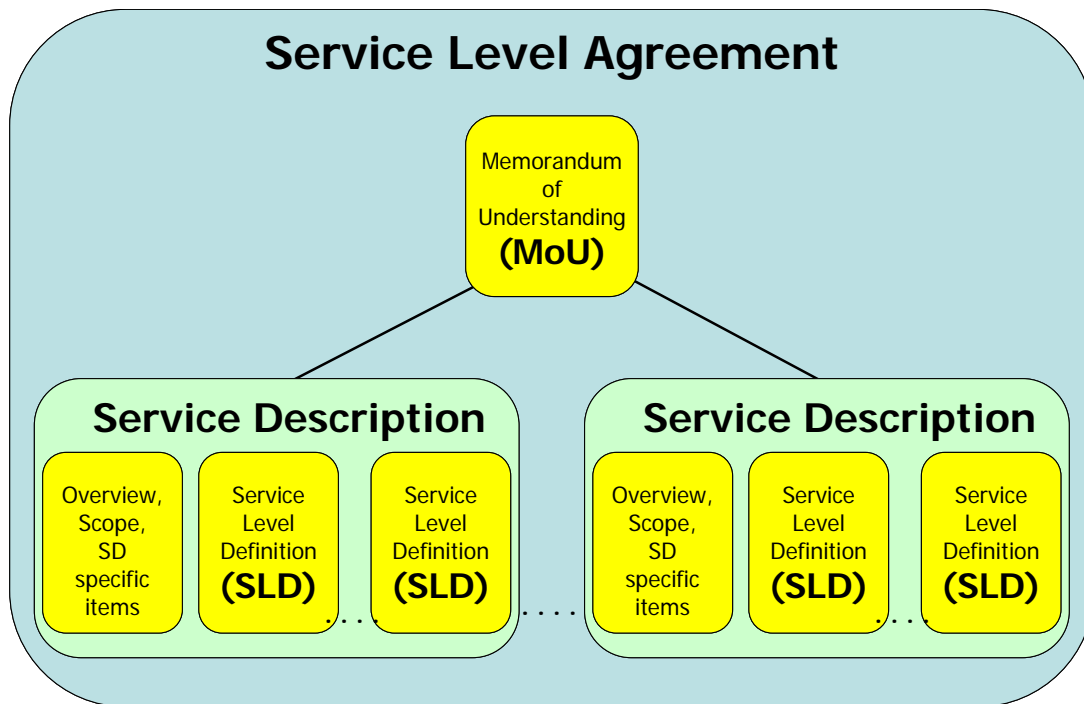 Service Level Agreement
Memorandum
of
Understanding
(MoU)
Service Description
Overview,
Scope,
SD
specific
items
Service
Level
Definition
(SLD)
. . . .
Service
Level
Definition
(SLD)
. . . .
Service Description
Overview,
Scope,
SD
specific
items
Service
Level
Definition
(SLD)
. . . .
Service
Level
Definition
(SLD)